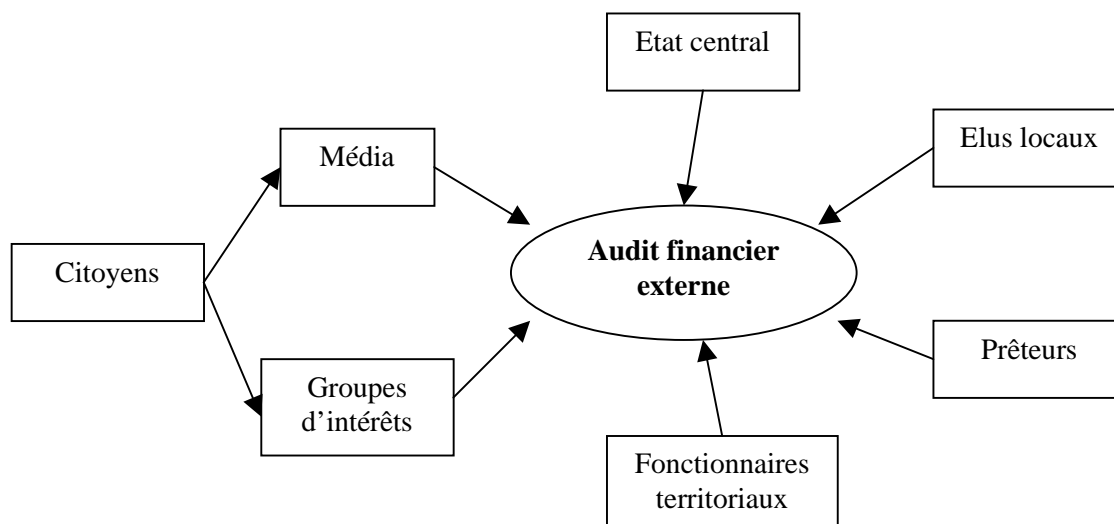 Etat central
Média
Elus locaux
Citoyens
Audit financier
externe
Prêteurs
Groupes
d’intérêts
Fonctionnaires
territoriaux